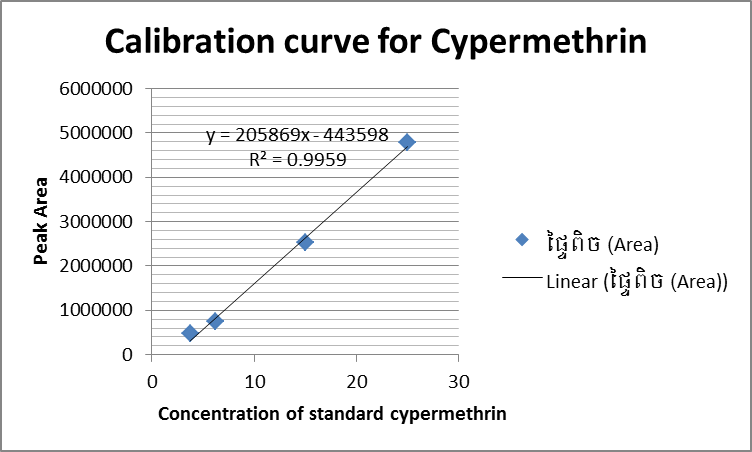 Calibration curve for Cypermethrin
6000000
5000000
4000000
3000000
2000000
1000000
0
Peak Area
y = 205869x - 443598
R² = 0.9959
0 10 20 30
Concentration of standard cypermethrin
ផ្ទៃពិច (Area)
Linear (ផ្ទៃពិច (Area))